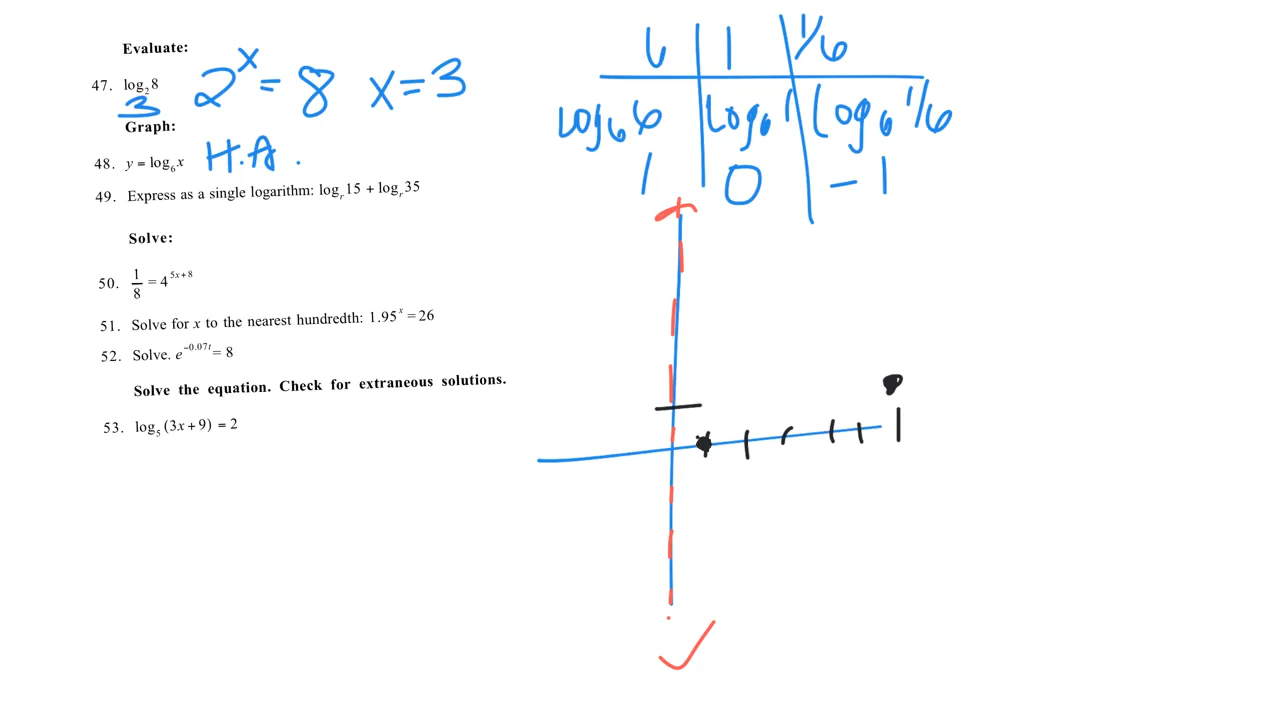 Evaluate:
47. log₂8 2^x = 8 x = 3
3
Graph:
48. y = log₆x H.A.
49. Express as a single logarithm: logᵣ15 + logᵣ35
Solve:
50. 1/8 = 4^(5x+8)
51. Solve for x to the nearest hundredth: 1.95^x = 26
52. Solve. e^(−0.07t) = 8
Solve the equation. Check for extraneous solutions.
53. log₅(3x + 9) = 2
6 | 1 | 1/6
log₆6 | log₆1 | log₆1/6
1 | 0 | -1